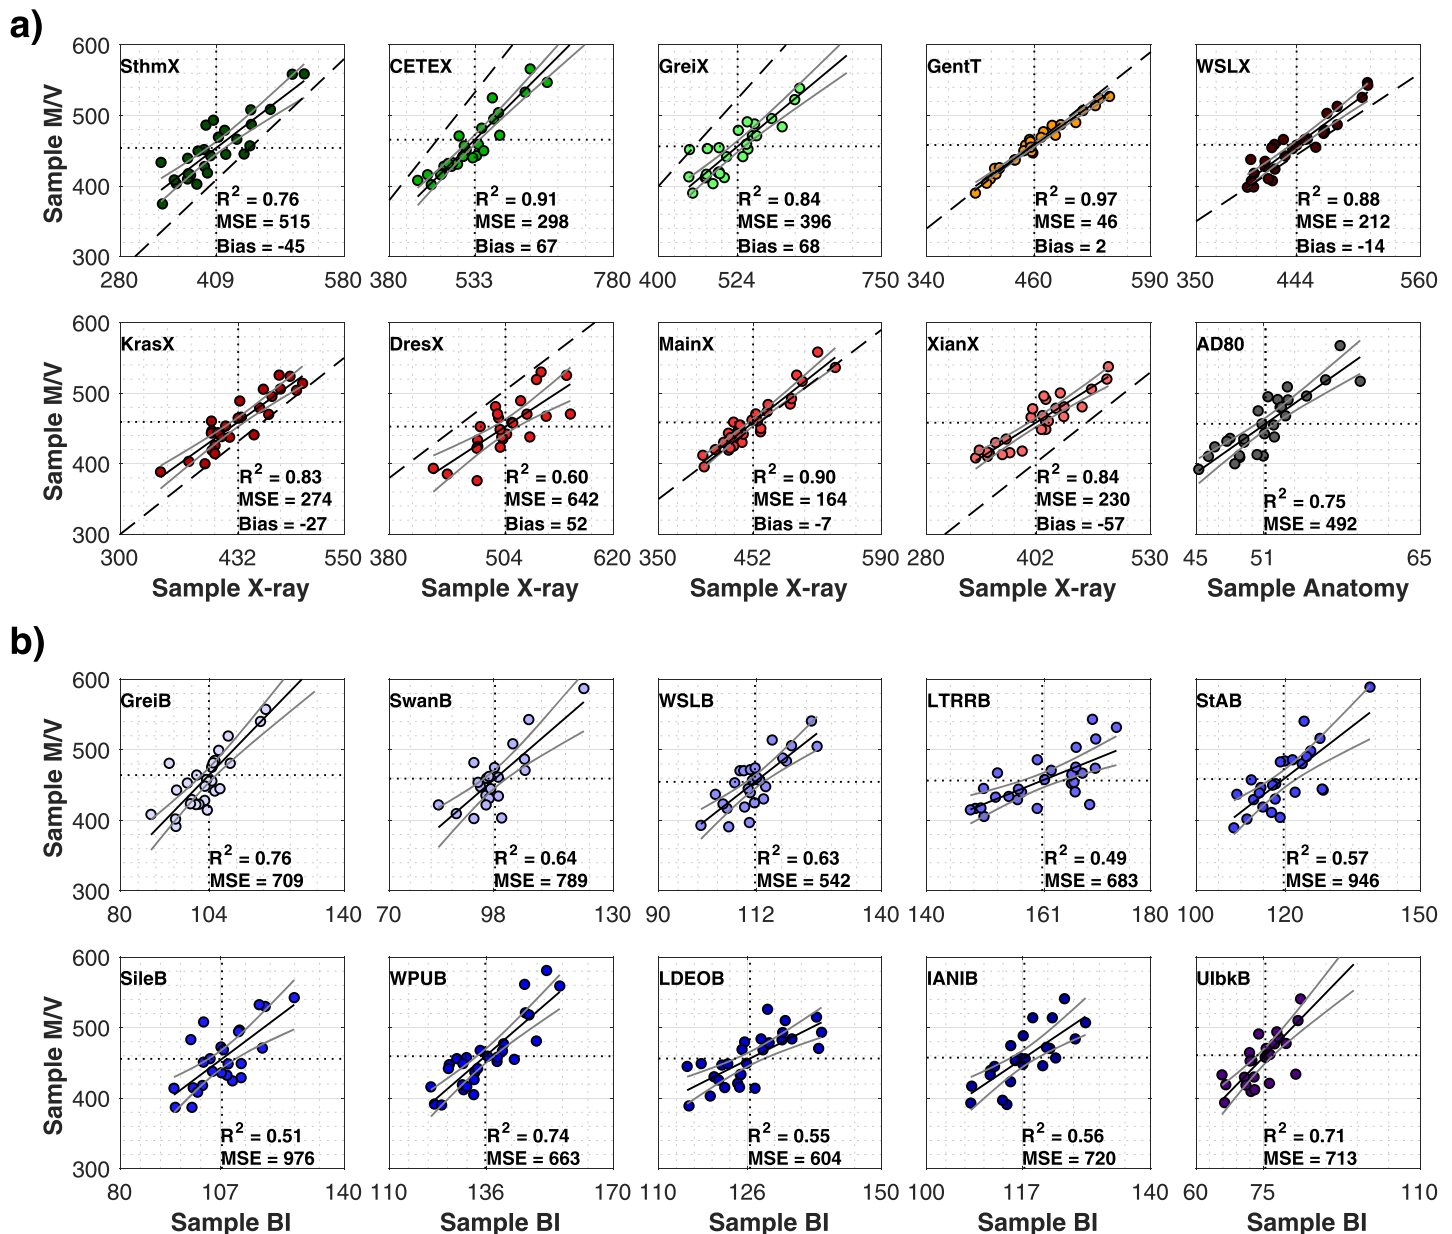 a)
600
500
400
300
Sample M/V
SthmX
R² = 0.76
MSE = 515
Bias = -45
280 409 580
CETEX
R² = 0.91
MSE = 298
Bias = 67
380 533 780
GreiX
R² = 0.84
MSE = 396
Bias = 68
400 524 750
GentT
R² = 0.97
MSE = 46
Bias = 2
340 460 590
WSLX
R² = 0.88
MSE = 212
Bias = -14
350 444 560
600
500
400
300
Sample M/V
KrasX
R² = 0.83
MSE = 274
Bias = -27
300 432 550
Sample X-ray
DresX
R² = 0.60
MSE = 642
Bias = 52
380 504 620
Sample X-ray
MainX
R² = 0.90
MSE = 164
Bias = -7
350 452 590
Sample X-ray
XianX
R² = 0.84
MSE = 230
Bias = -57
280 402 530
Sample X-ray
AD80
R² = 0.75
MSE = 492
45 51 65
Sample Anatomy
b)
600
500
400
300
Sample M/V
GreiB
R² = 0.76
MSE = 709
80 104 140
SwanB
R² = 0.64
MSE = 789
70 98 130
WSLB
R² = 0.63
MSE = 542
90 112 140
LTRRB
R² = 0.49
MSE = 683
140 161 180
StAB
R² = 0.57
MSE = 946
100 120 150
600
500
400
300
Sample M/V
SileB
R² = 0.51
MSE = 976
80 107 140
Sample BI
WPUB
R² = 0.74
MSE = 663
110 136 170
Sample BI
LDEOB
R² = 0.55
MSE = 604
110 126 150
Sample BI
IANIB
R² = 0.56
MSE = 720
100 117 140
Sample BI
UIbkB
R² = 0.71
MSE = 713
60 75 110
Sample BI